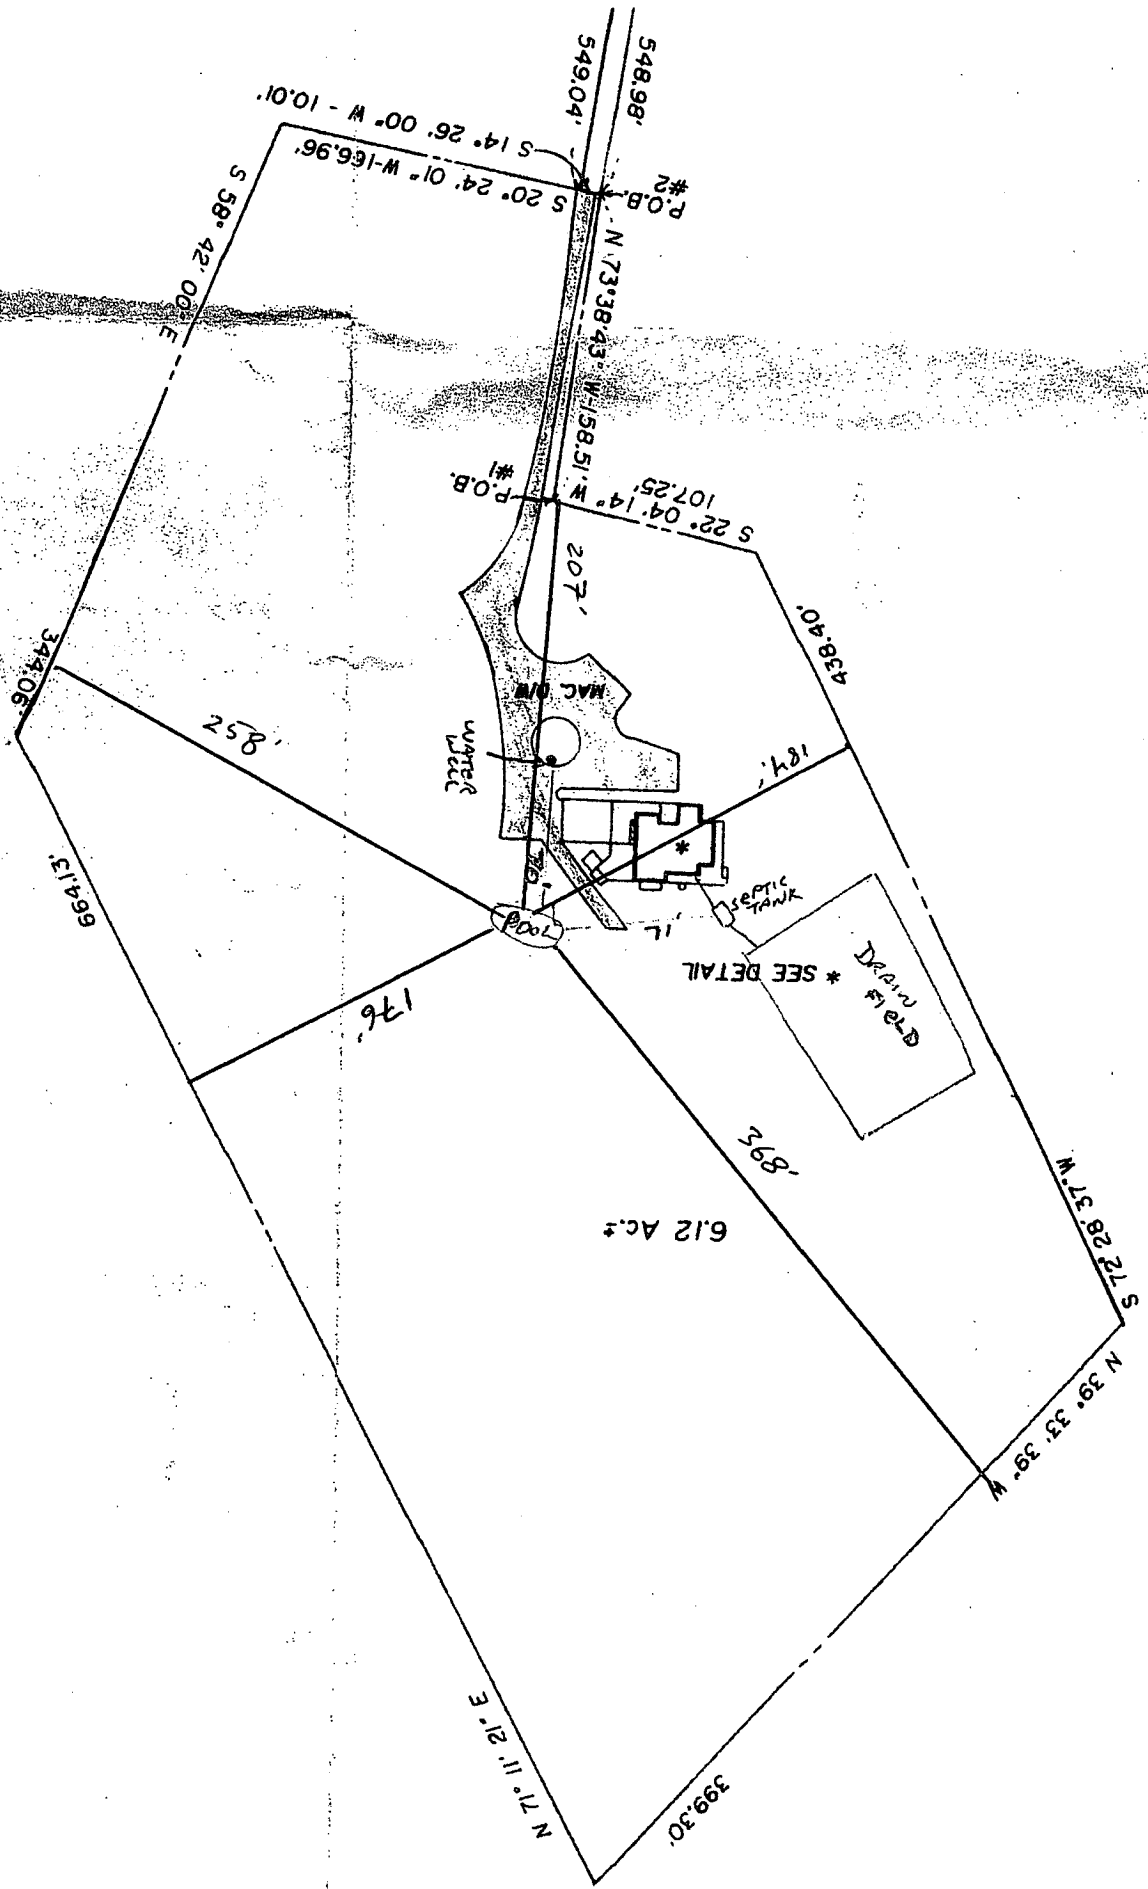 548.98'
549.04'
S 14° 26' 00" W - 10.01'
S 20° 24' 01" W-166.96'
P.O.B.
#2
N 73°38'43" W-158.51'
S 58° 42' 00" E
344.06'
P.O.B.
#1
S 22° 04' 14" W
107.25'
207'
438.40'
MAC. D/W
WATER
WELL
184'
258'
664.13'
POOL
SEPTIC
TANK
71'
* SEE DETAIL
DRAIN
FIELD
176'
398'
6.12 Ac.±
S 72° 28' 37" W
N 39° 33' 39" W
N 71° 11' 21" E
399.30'